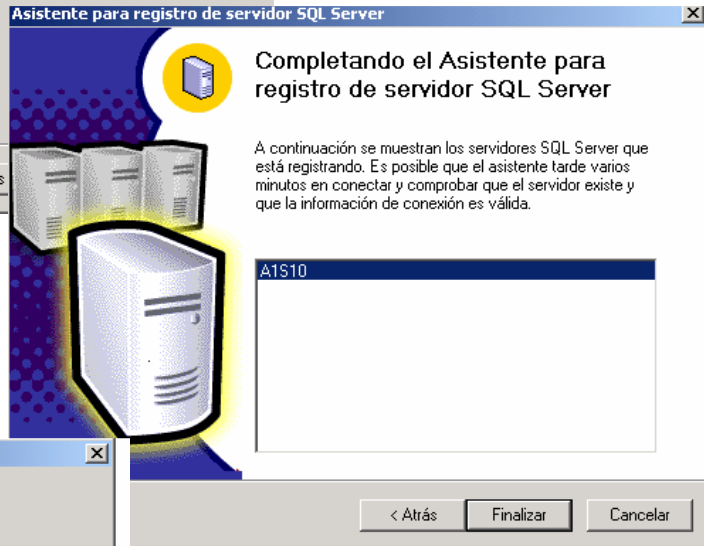 Asistente para registro de servidor SQL Server
Completando el Asistente para
registro de servidor SQL Server
A continuación se muestran los servidores SQL Server que
está registrando. Es posible que el asistente tarde varios
minutos en conectar y comprobar que el servidor existe y
que la información de conexión es válida.
A1S10
< Atrás
Finalizar
Cancelar